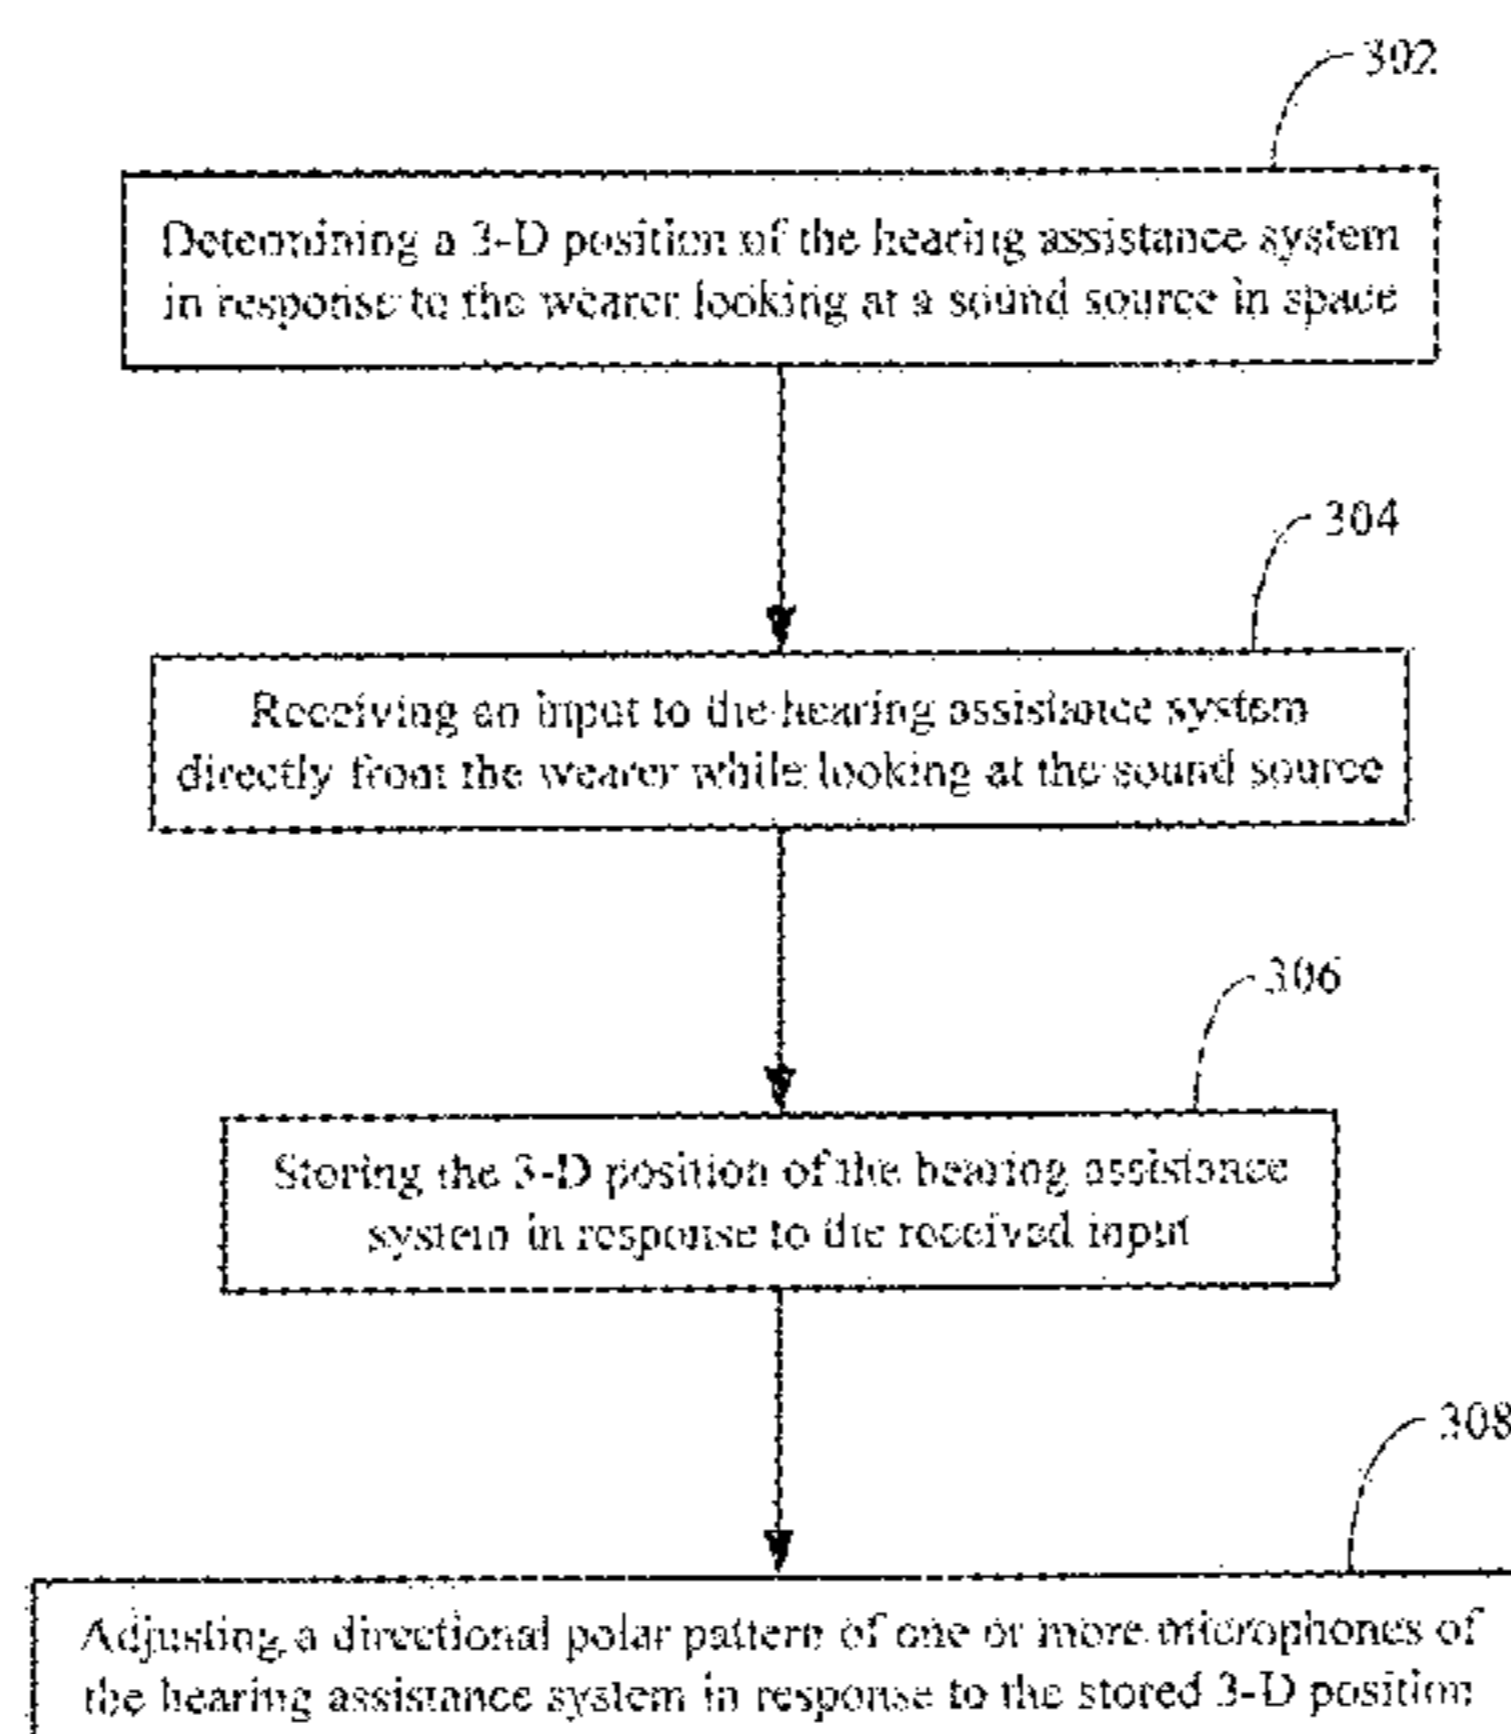 302
Determining a 3-D position of the hearing assistance system
in response to the wearer looking at a sound source in space
304
Receiving an input to the hearing assistance system
directly from the wearer while looking at the sound source
306
Storing the 3-D position of the hearing assistance
system in response to the received input
308
Adjusting a directional polar pattern of one or more microphones of
the hearing assistance system in response to the stored 3-D position